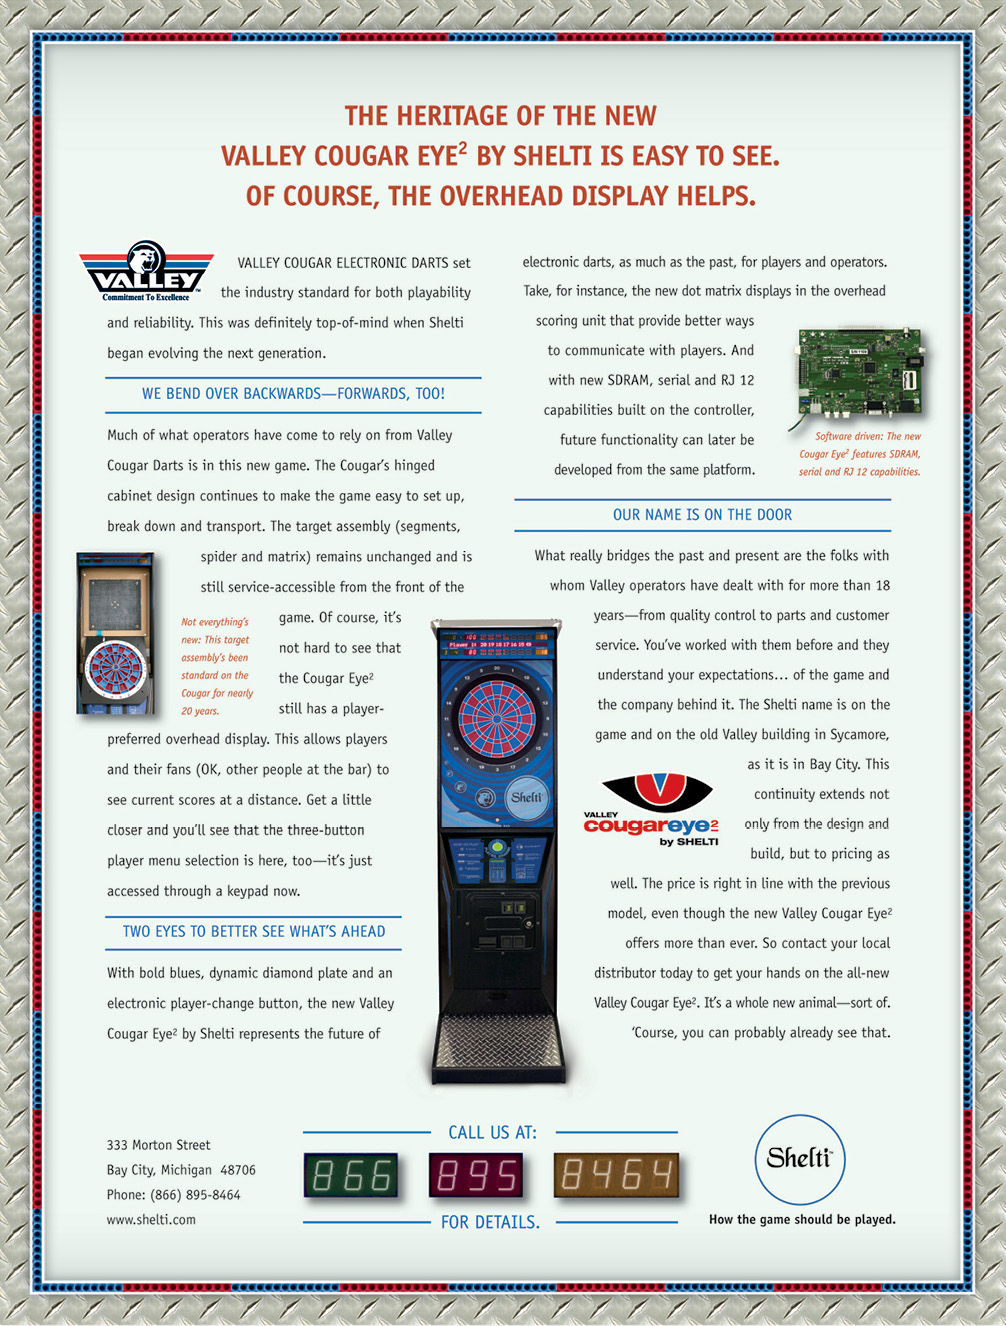 THE HERITAGE OF THE NEW
VALLEY COUGAR EYE² BY SHELTI IS EASY TO SEE.
OF COURSE, THE OVERHEAD DISPLAY HELPS.
VALLEY™
Commitment To Excellence
VALLEY COUGAR ELECTRONIC DARTS set
the industry standard for both playability
and reliability. This was definitely top-of-mind when Shelti
began evolving the next generation.
WE BEND OVER BACKWARDS—FORWARDS, TOO!
Much of what operators have come to rely on from Valley
Cougar Darts is in this new game. The Cougar's hinged
cabinet design continues to make the game easy to set up,
break down and transport. The target assembly (segments,
spider and matrix) remains unchanged and is
still service-accessible from the front of the
game. Of course, it's
not hard to see that
the Cougar Eye²
still has a player-
preferred overhead display. This allows players
and their fans (OK, other people at the bar) to
see current scores at a distance. Get a little
closer and you'll see that the three-button
player menu selection is here, too—it's just
accessed through a keypad now.
Not everything's
new: This target
assembly's been
standard on the
Cougar for nearly
20 years.
TWO EYES TO BETTER SEE WHAT'S AHEAD
With bold blues, dynamic diamond plate and an
electronic player-change button, the new Valley
Cougar Eye² by Shelti represents the future of
electronic darts, as much as the past, for players and operators.
Take, for instance, the new dot matrix displays in the overhead
scoring unit that provide better ways
to communicate with players. And
with new SDRAM, serial and RJ 12
capabilities built on the controller,
future functionality can later be
developed from the same platform.
Software driven: The new
Cougar Eye² features SDRAM,
serial and RJ 12 capabilities.
OUR NAME IS ON THE DOOR
What really bridges the past and present are the folks with
whom Valley operators have dealt with for more than 18
years—from quality control to parts and customer
service. You've worked with them before and they
understand your expectations... of the game and
the company behind it. The Shelti name is on the
game and on the old Valley building in Sycamore,
as it is in Bay City. This
continuity extends not
only from the design and
build, but to pricing as
well. The price is right in line with the previous
model, even though the new Valley Cougar Eye²
offers more than ever. So contact your local
distributor today to get your hands on the all-new
Valley Cougar Eye². It's a whole new animal—sort of.
'Course, you can probably already see that.
VALLEY
cougareye2
by SHELTI
Shelti
333 Morton Street
Bay City, Michigan 48706
Phone: (866) 895-8464
www.shelti.com
CALL US AT:
866 895 8464
FOR DETAILS.
Shelti™
How the game should be played.